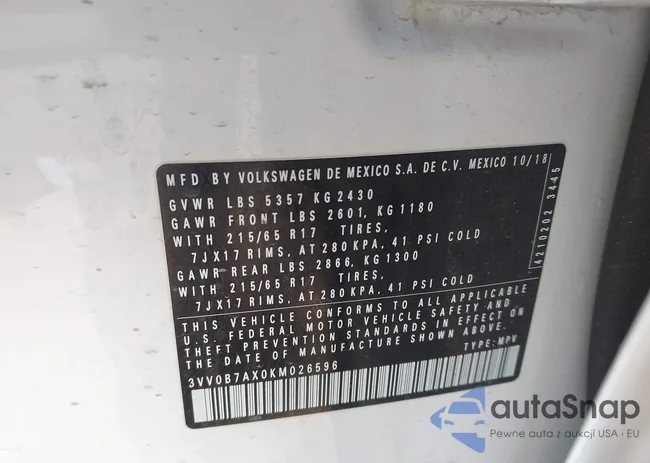 MFD BY VOLKSWAGEN DE MEXICO S.A. DE C.V. MEXICO 10/18
GVWR LBS 5357 KG 2430
GAWR FRONT LBS 2601, KG 1180
WITH 215/65 R17 TIRES,
7JX17 RIMS, AT 280 KPA, 41 PSI COLD
GAWR REAR LBS 2866, KG 1300
WITH 215/65 R17 TIRES,
7JX17 RIMS, AT 280 KPA, 41 PSI COLD
THIS VEHICLE CONFORMS TO ALL APPLICABLE
U.S. FEDERAL MOTOR VEHICLE SAFETY AND
THEFT PREVENTION STANDARDS IN EFFECT ON
THE DATE OF MANUFACTURE SHOWN ABOVE.
3VV0B7AX0KM026596 TYPE: MPV
4210202 3445
autaSnap
Pewne auta z aukcji USA i EU